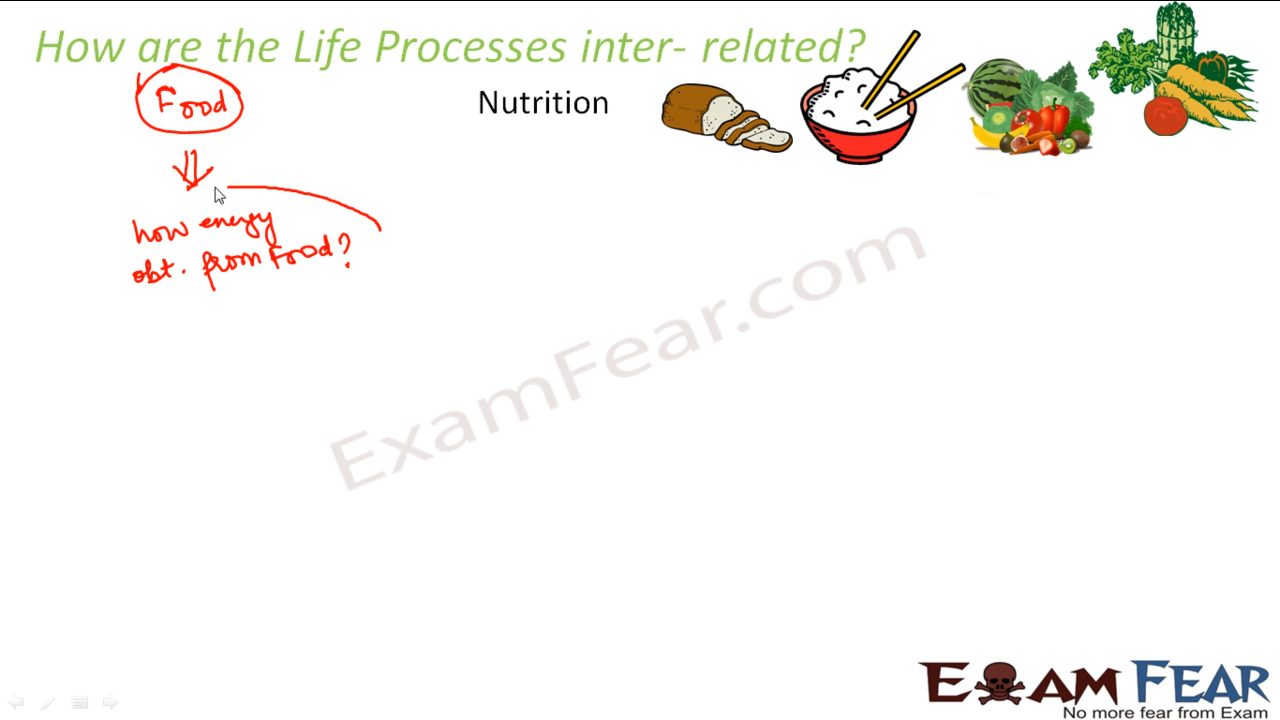 How are the Life Processes inter- related?
Food
Nutrition
how energy
obt. from Food?
ExamFear.com
EXAM FEAR
No more fear from Exam